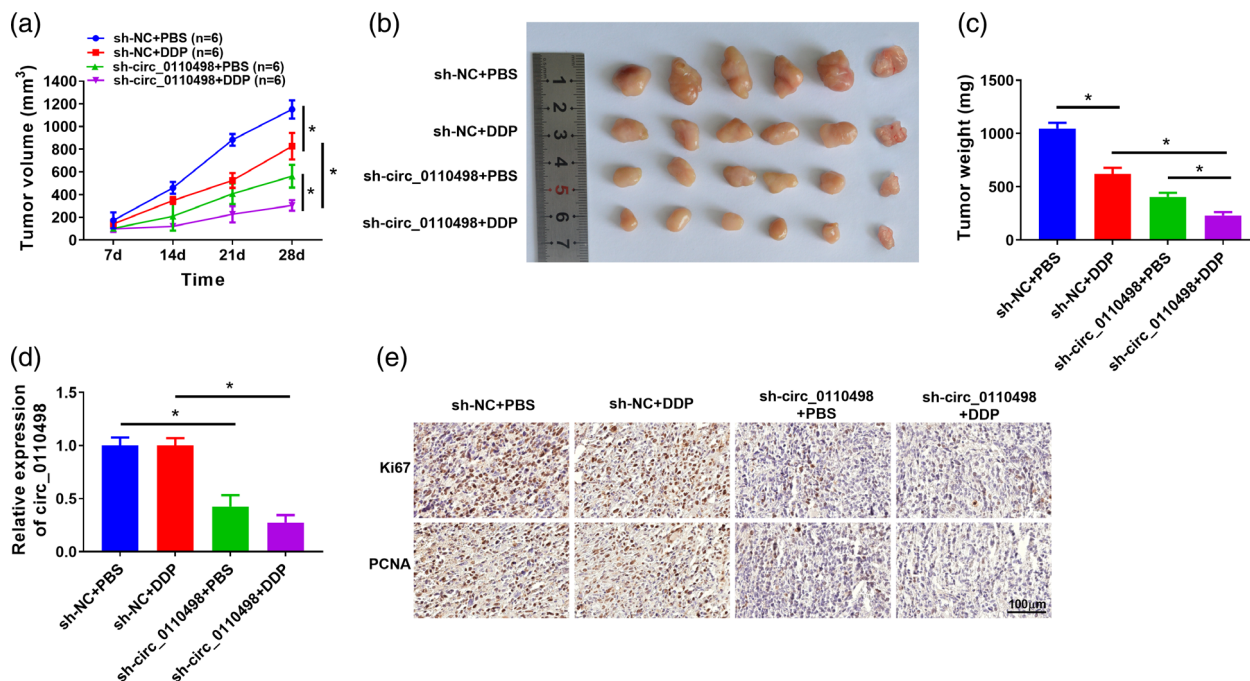 (a)
sh-NC+PBS (n=6)
sh-NC+DDP (n=6)
sh-circ_0110498+PBS (n=6)
sh-circ_0110498+DDP (n=6)
Tumor volume (mm³)
1400
1200
1000
800
600
400
200
0
7d 14d 21d 28d
Time
*
*
*
(b)
sh-NC+PBS
sh-NC+DDP
sh-circ_0110498+PBS
sh-circ_0110498+DDP
1
2
3
4
5
6
7
(c)
Tumor weight (mg)
1500
1000
500
0
*
*
*
sh-NC+PBS
sh-NC+DDP
sh-circ_0110498+PBS
sh-circ_0110498+DDP
(d)
Relative expression
of circ_0110498
1.5
1.0
0.5
0.0
*
*
sh-NC+PBS
sh-NC+DDP
sh-circ_0110498+PBS
sh-circ_0110498+DDP
(e)
sh-NC+PBS
sh-NC+DDP
sh-circ_0110498
+PBS
sh-circ_0110498
+DDP
Ki67
PCNA
100μm